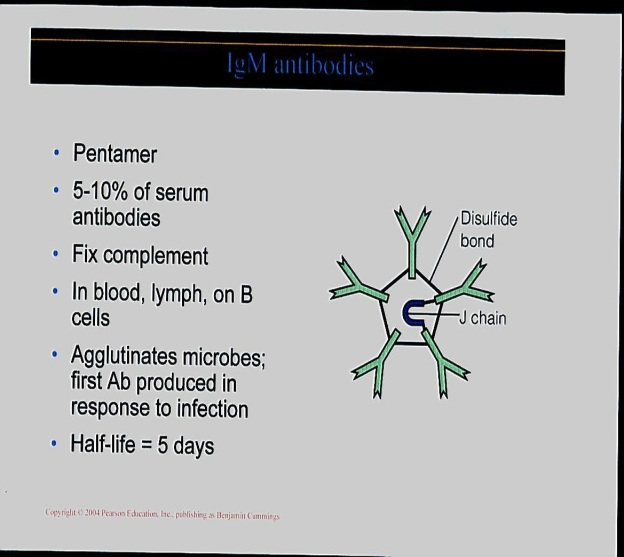 IgM antibodies
• Pentamer
• 5-10% of serum
antibodies
• Fix complement
• In blood, lymph, on B
cells
• Agglutinates microbes;
first Ab produced in
response to infection
• Half-life = 5 days
Disulfide
bond
J chain
Copyright © 2004 Pearson Education, Inc., publishing as Benjamin Cummings